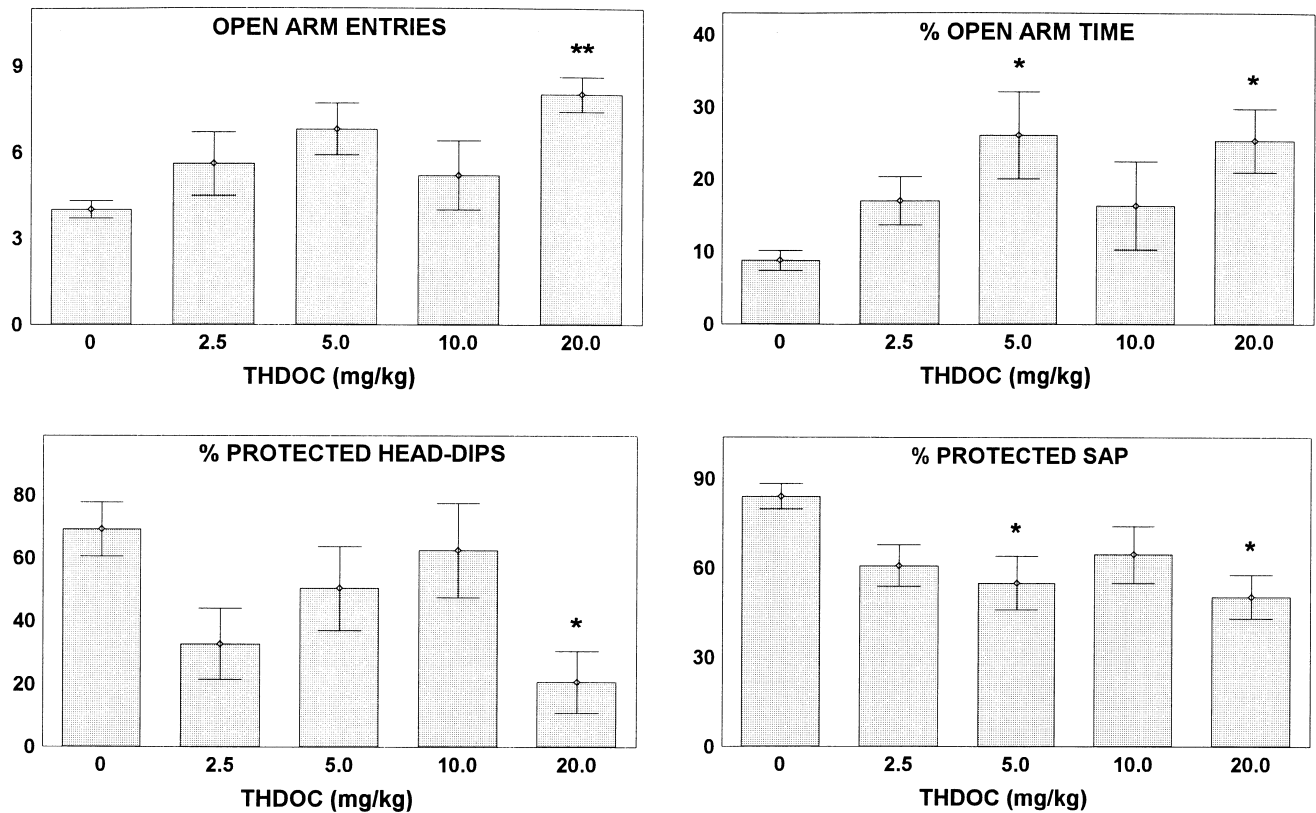 OPEN ARM ENTRIES
**
9
6
3
0
0 2.5 5.0 10.0 20.0
THDOC (mg/kg)
% OPEN ARM TIME
40
*
*
30
20
10
0
0 2.5 5.0 10.0 20.0
THDOC (mg/kg)
% PROTECTED HEAD-DIPS
80
60
40
*
20
0
0 2.5 5.0 10.0 20.0
THDOC (mg/kg)
% PROTECTED SAP
90
*
*
60
30
0
0 2.5 5.0 10.0 20.0
THDOC (mg/kg)